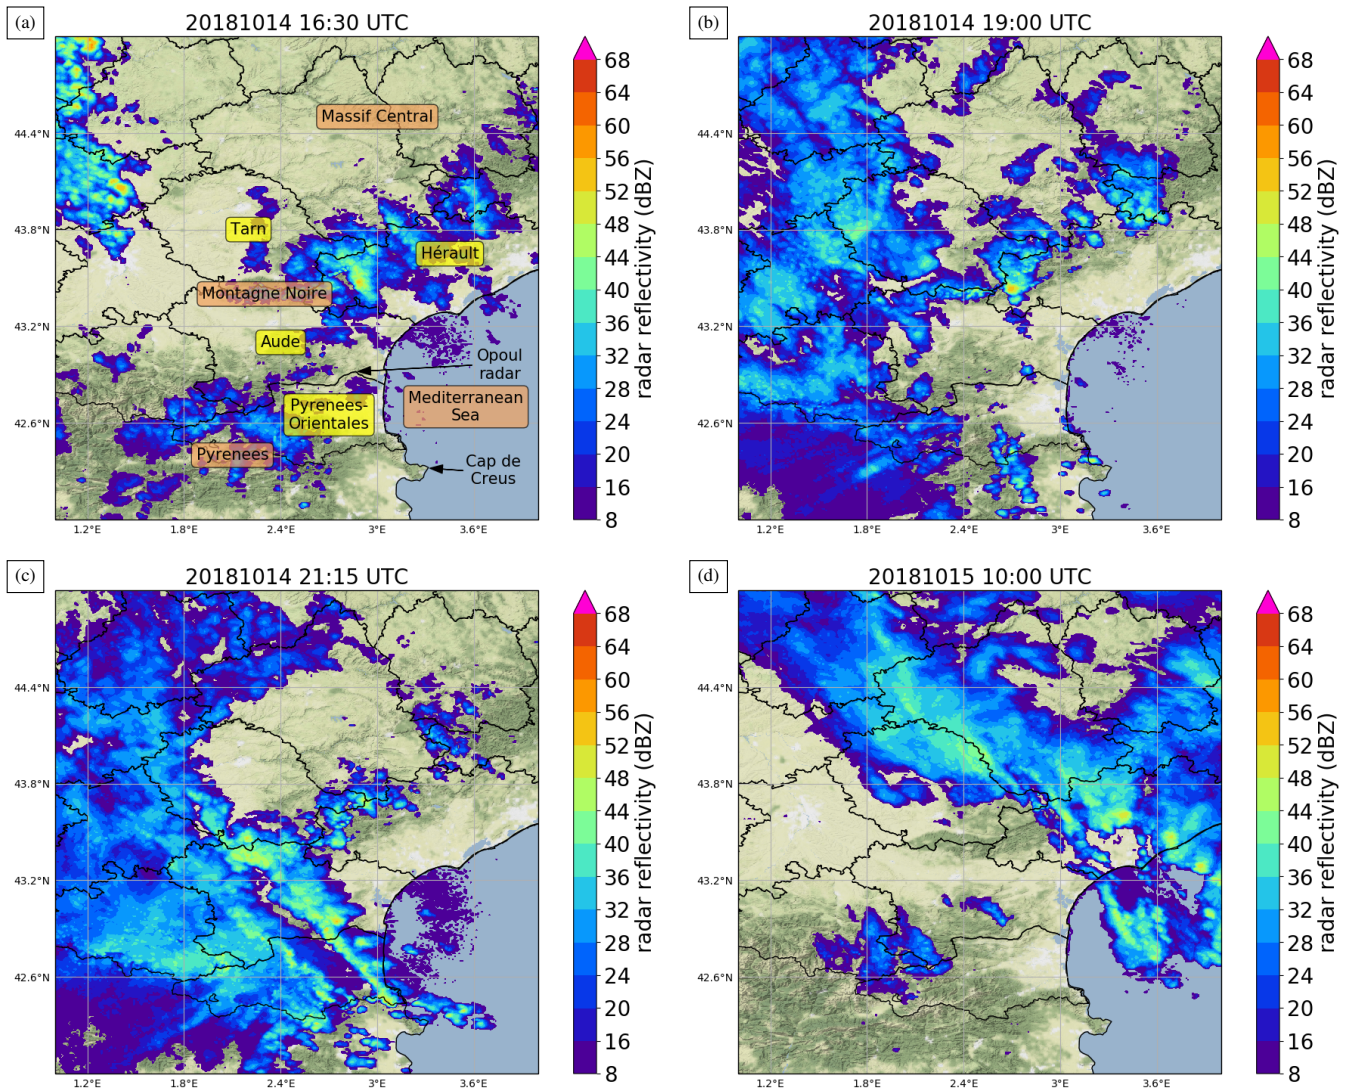 (a)
20181014 16:30 UTC
Massif Central
Tarn
Hérault
Montagne Noire
Aude
Opoul
radar
Mediterranean
Sea
Pyrenees-
Orientales
Pyrenees
Cap de
Creus
44.4°N
43.8°N
43.2°N
42.6°N
1.2°E
1.8°E
2.4°E
3°E
3.6°E
68
64
60
56
52
48
44
40
36
32
28
24
20
16
8
radar reflectivity (dBZ)
(b)
20181014 19:00 UTC
44.4°N
43.8°N
43.2°N
42.6°N
1.2°E
1.8°E
2.4°E
3°E
3.6°E
68
64
60
56
52
48
44
40
36
32
28
24
20
16
8
radar reflectivity (dBZ)
(c)
20181014 21:15 UTC
44.4°N
43.8°N
43.2°N
42.6°N
1.2°E
1.8°E
2.4°E
3°E
3.6°E
68
64
60
56
52
48
44
40
36
32
28
24
20
16
8
radar reflectivity (dBZ)
(d)
20181015 10:00 UTC
44.4°N
43.8°N
43.2°N
42.6°N
1.2°E
1.8°E
2.4°E
3°E
3.6°E
68
64
60
56
52
48
44
40
36
32
28
24
20
16
8
radar reflectivity (dBZ)